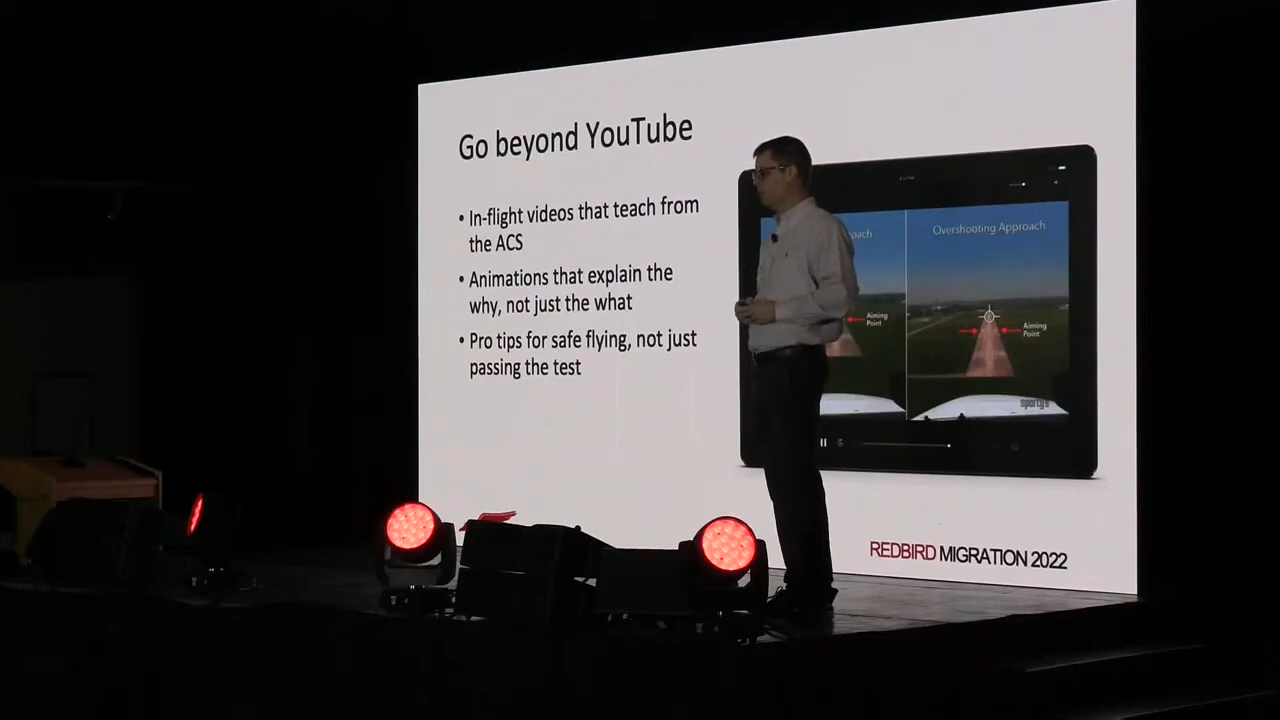 Go beyond YouTube
• In-flight videos that teach from
the ACS
• Animations that explain the
why, not just the what
• Pro tips for safe flying, not just
passing the test
Overshooting Approach
Aiming
Point
Aiming
Point
Sporty's
REDBIRD MIGRATION 2022